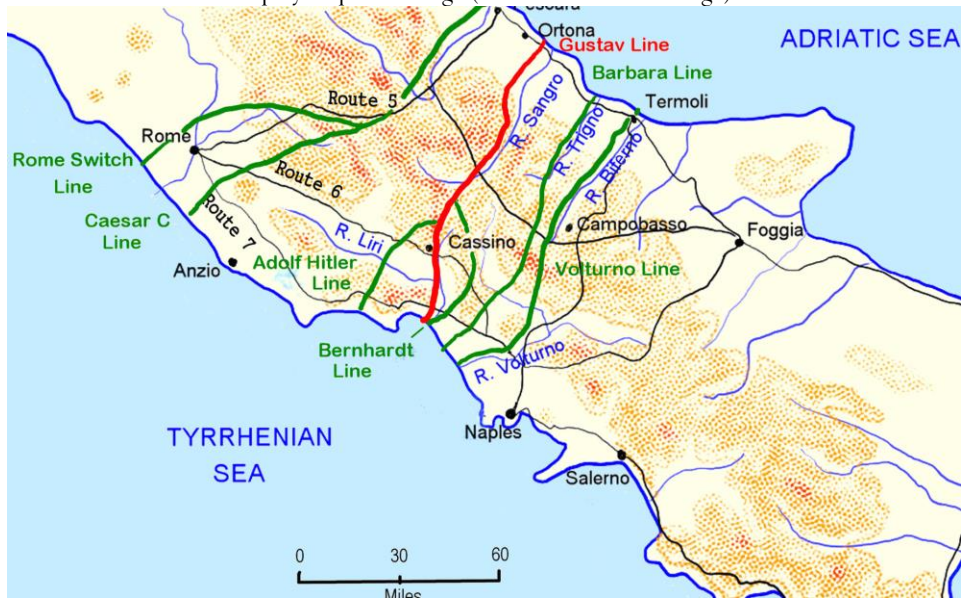 Ortona
Gustav Line
ADRIATIC SEA
Barbara Line
Route 5
R. Sangro
Termoli
R. Trigno
R. Biferno
Rome
Rome Switch
Line
Route 6
Caesar C
Line
Route 7
R. Liri
Campobasso
Foggia
Cassino
Anzio
Adolf Hitler
Line
Volturno Line
Bernhardt
Line
R. Volturno
Naples
TYRRHENIAN
SEA
Salerno
0 30 60
Miles